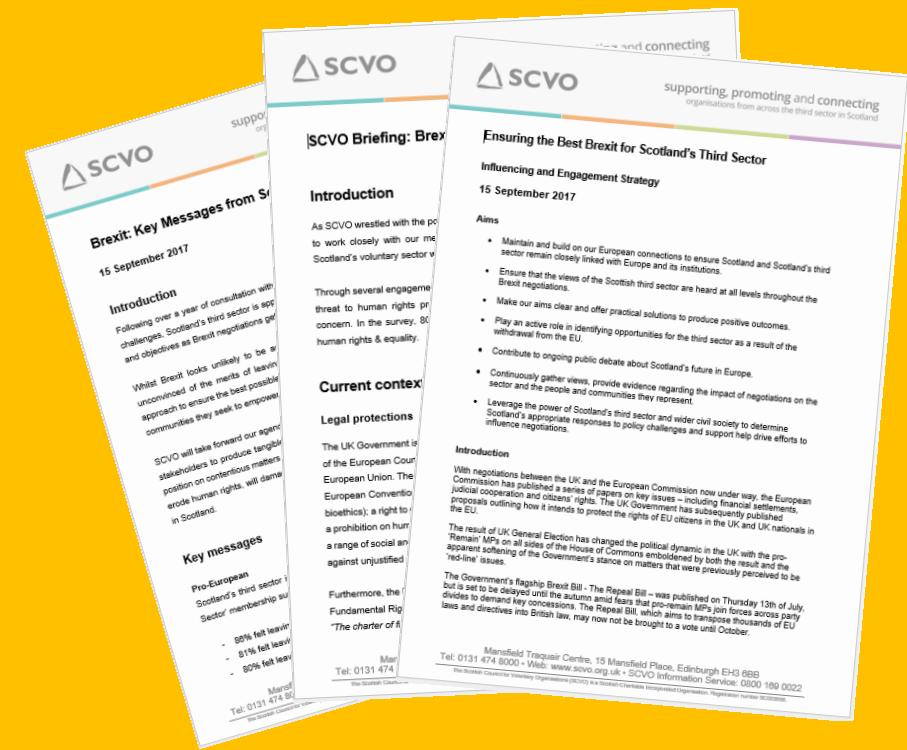 SCVO
suppo
Brexit: Key Messages from S
15 September 2017
Introduction
Following over a year of consultation with
challenges, Scotland's third sector is app
and objectives as Brexit negotiations ge
Whilst Brexit looks unlikely to be a
unconvinced of the merits of leavin
approach to ensure the best possible
communities they seek to empower
SCVO will take forward our agen
stakeholders to produce tangibl
position on contentious matters
erode human rights, will dama
in Scotland.
Key messages
Pro-European
Scotland's third sector i
Sector' membership su
- 86% felt leavin
- 81% felt leavi
- 80% felt lea
Mansf
Tel: 0131 474 80
SCVO
and connecting
SCVO Briefing: Brex
Introduction
As SCVO wrestled with the po
to work closely with our me
Scotland's voluntary sector w
Through several engageme
threat to human rights pr
concern. In the survey, 80
human rights & equality.
Current context
Legal protections
The UK Government is
of the European Coun
European Union. The
European Conventio
bioethics); a right to
a prohibition on hum
a range of social an
against unjustified
Furthermore, the
Fundamental Rig
"The charter of f
Mar
Tel: 0131 474
SCVO
supporting, promoting and connecting
organisations from across the third sector in Scotland
Ensuring the Best Brexit for Scotland's Third Sector
Influencing and Engagement Strategy
15 September 2017
Aims
• Maintain and build on our European connections to ensure Scotland and Scotland's third
sector remain closely linked with Europe and its institutions.
• Ensure that the views of the Scottish third sector are heard at all levels throughout the
Brexit negotiations.
• Make our aims clear and offer practical solutions to produce positive outcomes.
• Play an active role in identifying opportunities for the third sector as a result of the
withdrawal from the EU.
• Contribute to ongoing public debate about Scotland's future in Europe.
• Continuously gather views, provide evidence regarding the impact of negotiations on the
sector and the people and communities they represent.
• Leverage the power of Scotland's third sector and wider civil society to determine
Scotland's appropriate responses to policy challenges and support help drive efforts to
influence negotiations.
Introduction
With negotiations between the UK and the European Commission now under way, the European
Commission has published a series of papers on key issues – including financial settlements,
judicial cooperation and citizens' rights. The UK Government has subsequently published
proposals outlining how it intends to protect the rights of EU citizens in the UK and UK nationals in
the EU.
The result of UK General Election has changed the political dynamic in the UK with the pro-
'Remain' MPs on all sides of the House of Commons emboldened by both the result and the
apparent softening of the Government's stance on matters that were previously perceived to be
'red-line' issues.
The Government's flagship Brexit Bill - The Repeal Bill – was published on Thursday 13th of July,
but is set to be delayed until the autumn amid fears that pro-remain MPs join forces across party
divides to demand key concessions. The Repeal Bill, which aims to transpose thousands of EU
laws and directives into British law, may now not be brought to a vote until October.
Mansfield Traquair Centre, 15 Mansfield Place, Edinburgh EH3 6BB
Tel: 0131 474 8000 • Web: www.scvo.org.uk • SCVO Information Service: 0800 169 0022